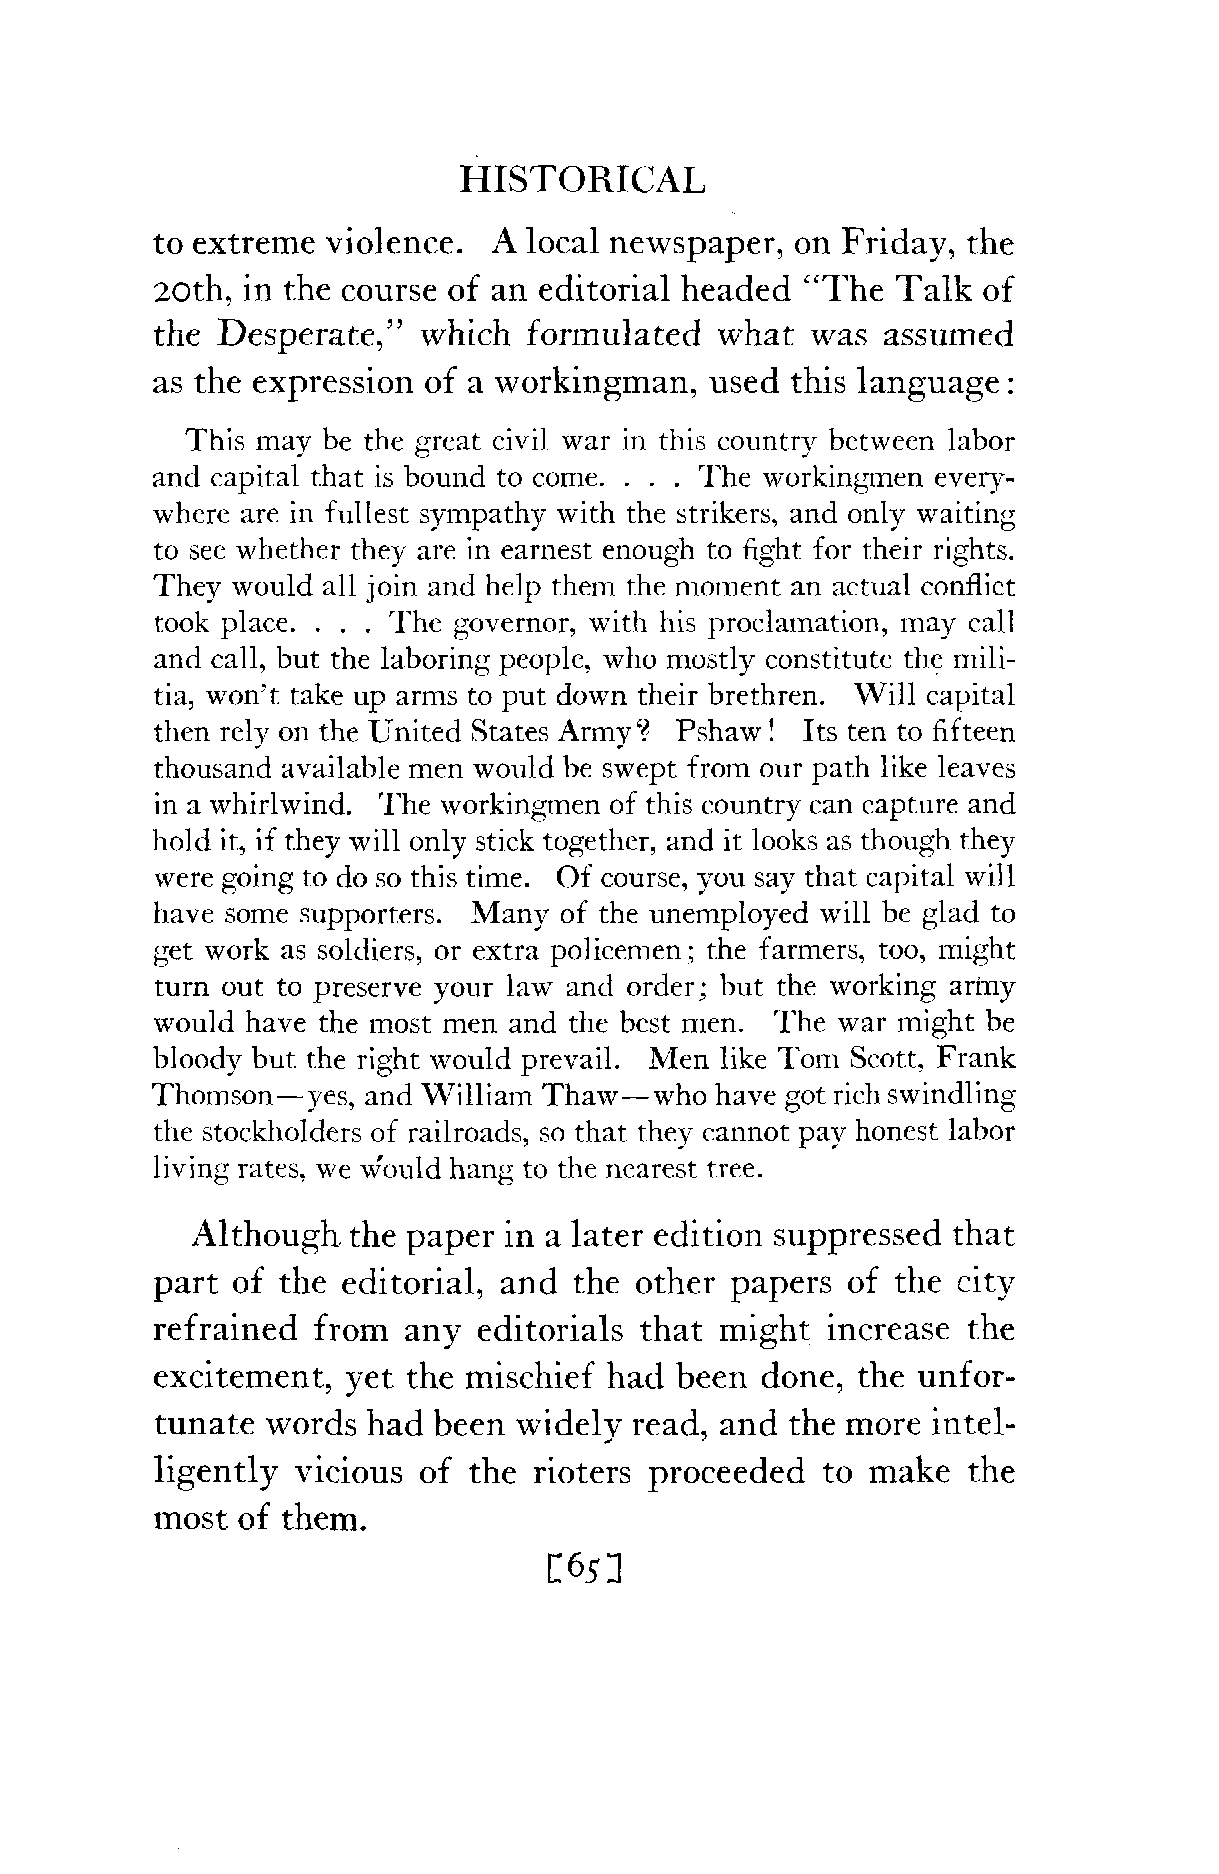 HISTORICAL
to extreme violence. A local newspaper, on Friday, the
20th, in the course of an editorial headed “The Talk of
the Desperate,” which formulated what was assumed
as the expression of a workingman, used this language:
This may be the great civil war in this country between labor
and capital that is bound to come. . . . The workingmen every-
where are in fullest sympathy with the strikers, and only waiting
to see whether they are in earnest enough to fight for their rights.
They would all join and help them the moment an actual conflict
took place. . . . The governor, with his proclamation, may call
and call, but the laboring people, who mostly constitute the mili-
tia, won’t take up arms to put down their brethren. Will capital
then rely on the United States Army? Pshaw! Its ten to fifteen
thousand available men would be swept from our path like leaves
in a whirlwind. The workingmen of this country can capture and
hold it, if they will only stick together, and it looks as though they
were going to do so this time. Of course, you say that capital will
have some supporters. Many of the unemployed will be glad to
get work as soldiers, or extra policemen; the farmers, too, might
turn out to preserve your law and order; but the working army
would have the most men and the best men. The war might be
bloody but the right would prevail. Men like Tom Scott, Frank
Thomson—yes, and William Thaw—who have got rich swindling
the stockholders of railroads, so that they cannot pay honest labor
living rates, we would hang to the nearest tree.
Although the paper in a later edition suppressed that
part of the editorial, and the other papers of the city
refrained from any editorials that might increase the
excitement, yet the mischief had been done, the unfor-
tunate words had been widely read, and the more intel-
ligently vicious of the rioters proceeded to make the
most of them.
[65]